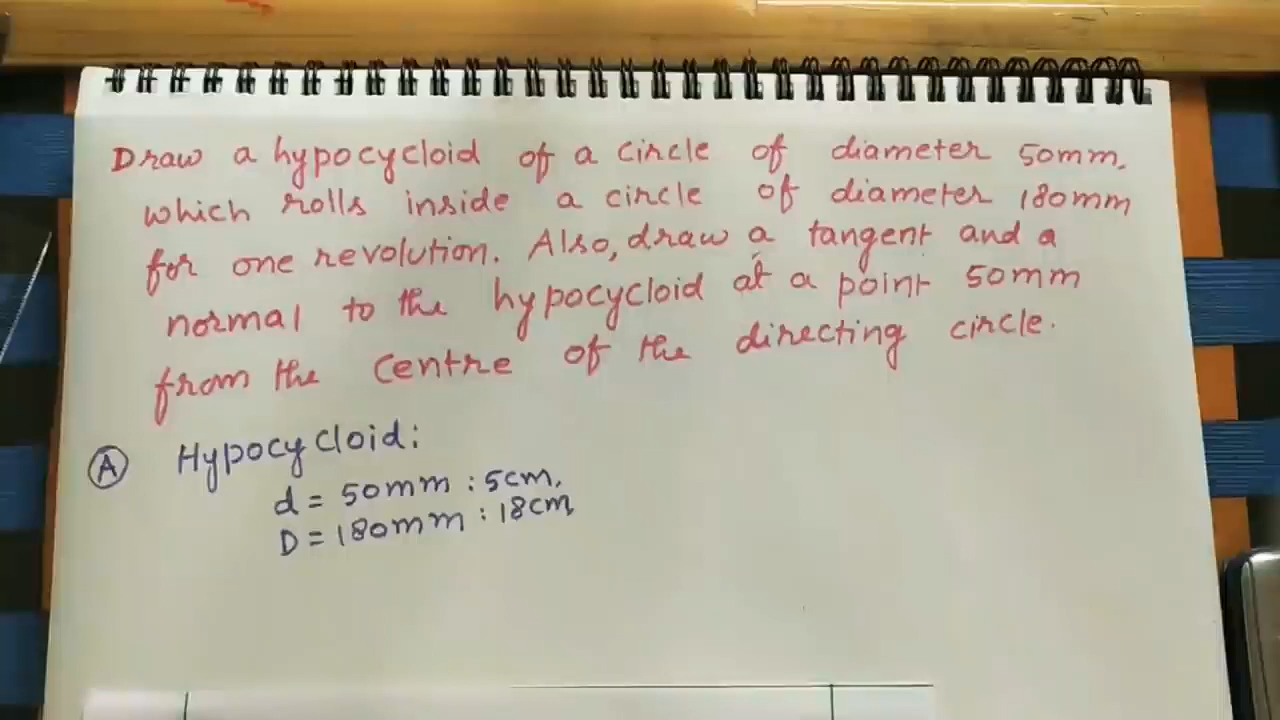 Draw a hypocycloid of a circle of diameter 50mm,
which rolls inside a circle of diameter 180mm
for one revolution. Also, draw a tangent and a
normal to the hypocycloid at a point 50mm
from the centre of the directing circle.
(A) Hypocycloid:
d = 50mm : 5cm,
D = 180mm : 18cm,